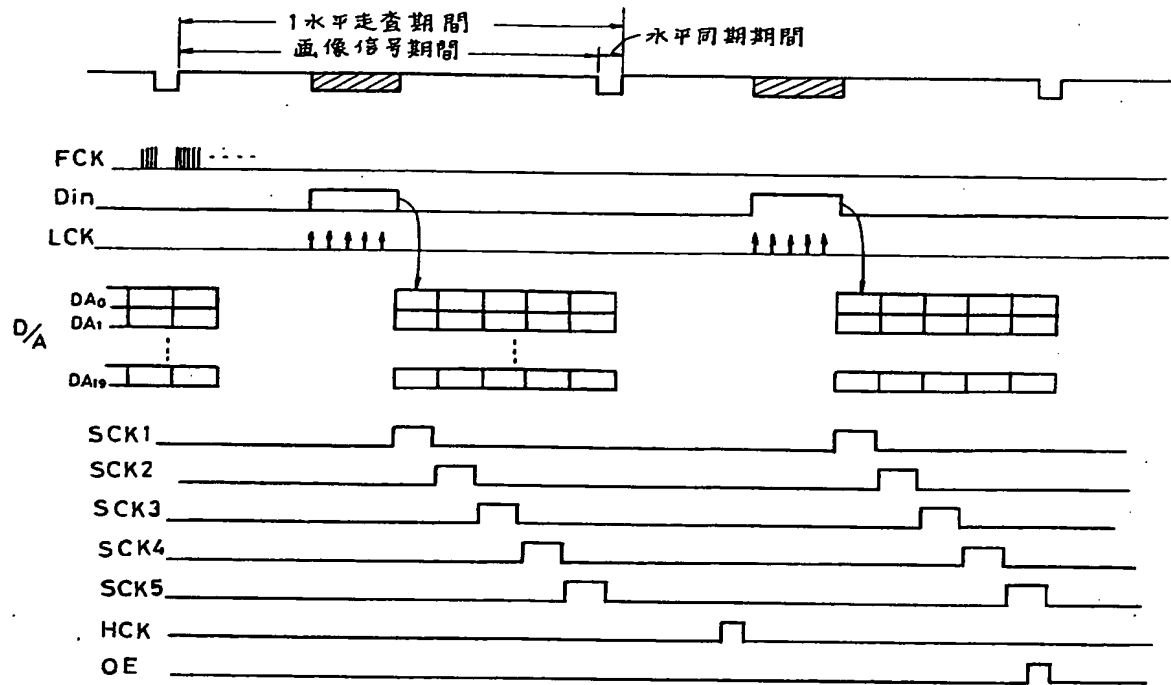 1水平走査期間
画像信号期間
水平同期期間
FCK
Din
LCK
D/A
DA0
DA1
DA19
SCK1
SCK2
SCK3
SCK4
SCK5
HCK
OE